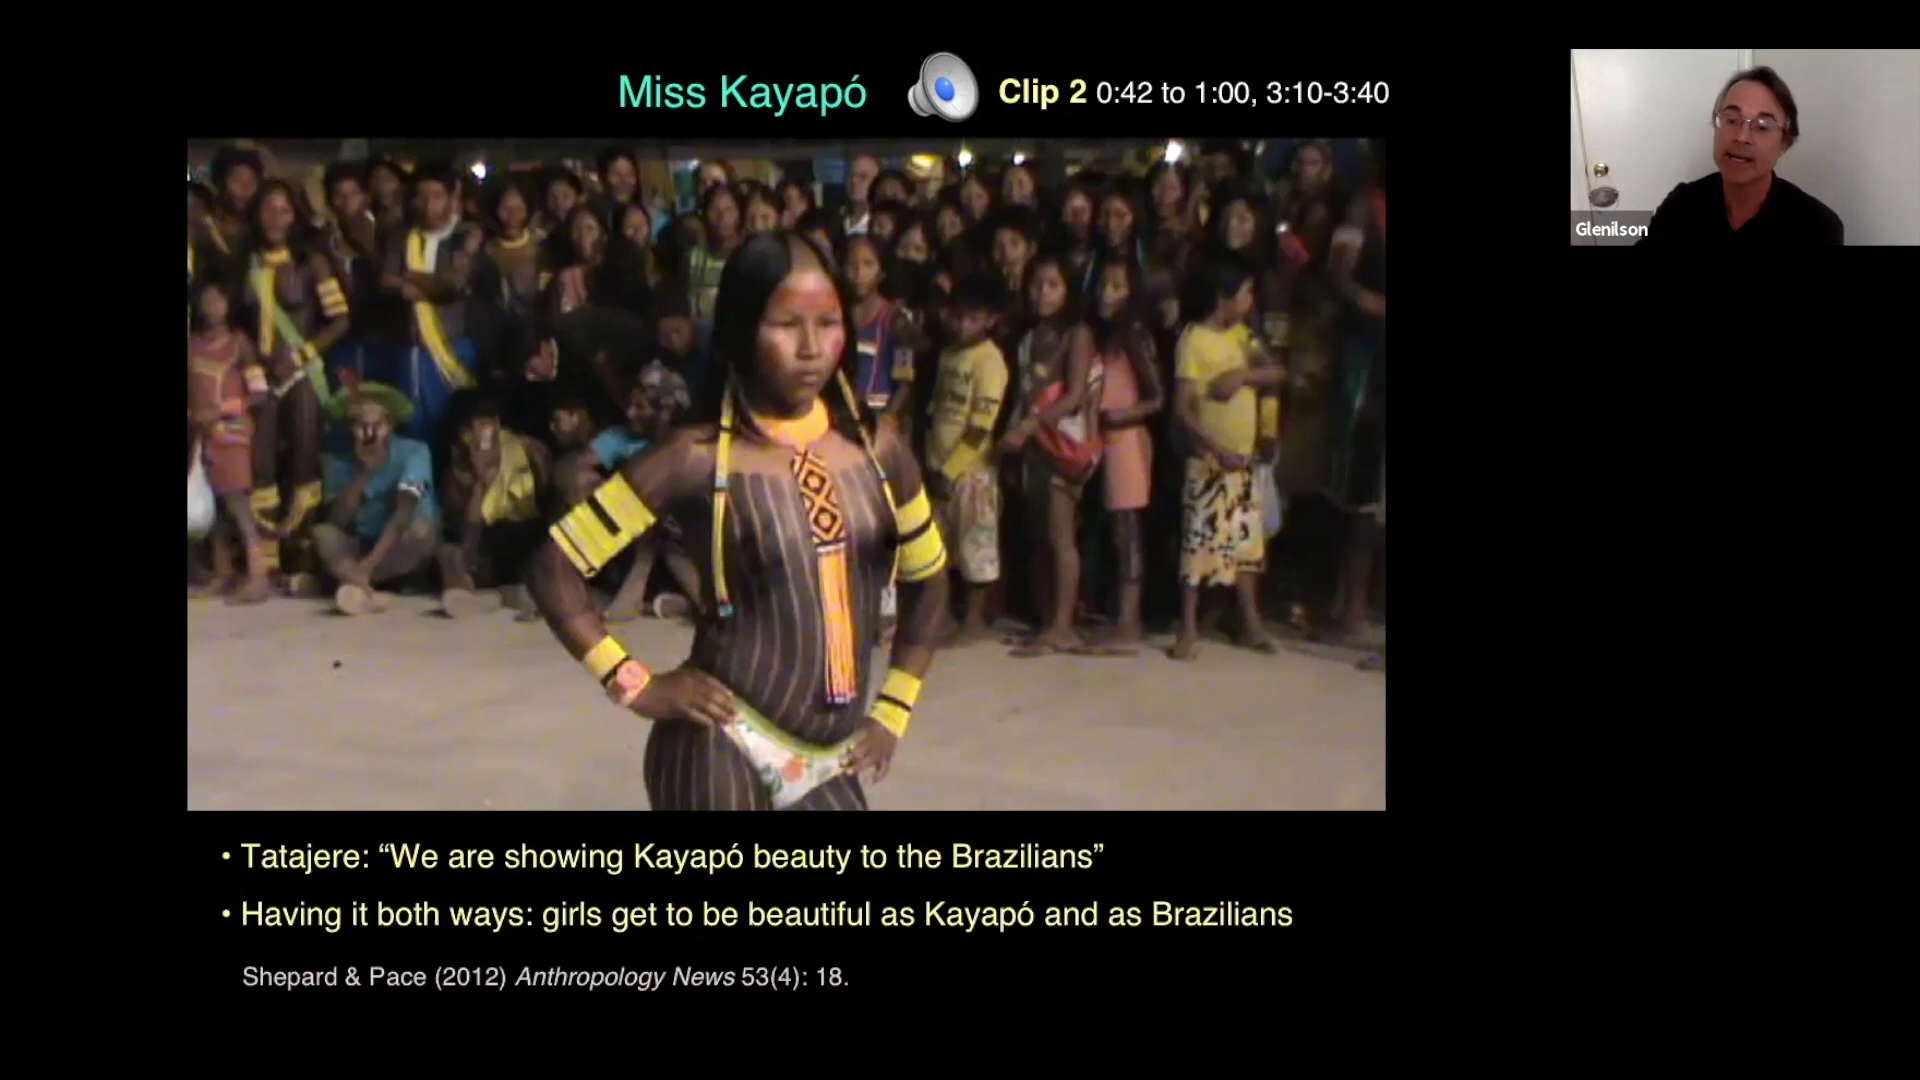 Miss Kayapó
Clip 2 0:42 to 1:00, 3:10-3:40
Glenilson
• Tatajere: “We are showing Kayapó beauty to the Brazilians”
• Having it both ways: girls get to be beautiful as Kayapó and as Brazilians
Shepard & Pace (2012) Anthropology News 53(4): 18.